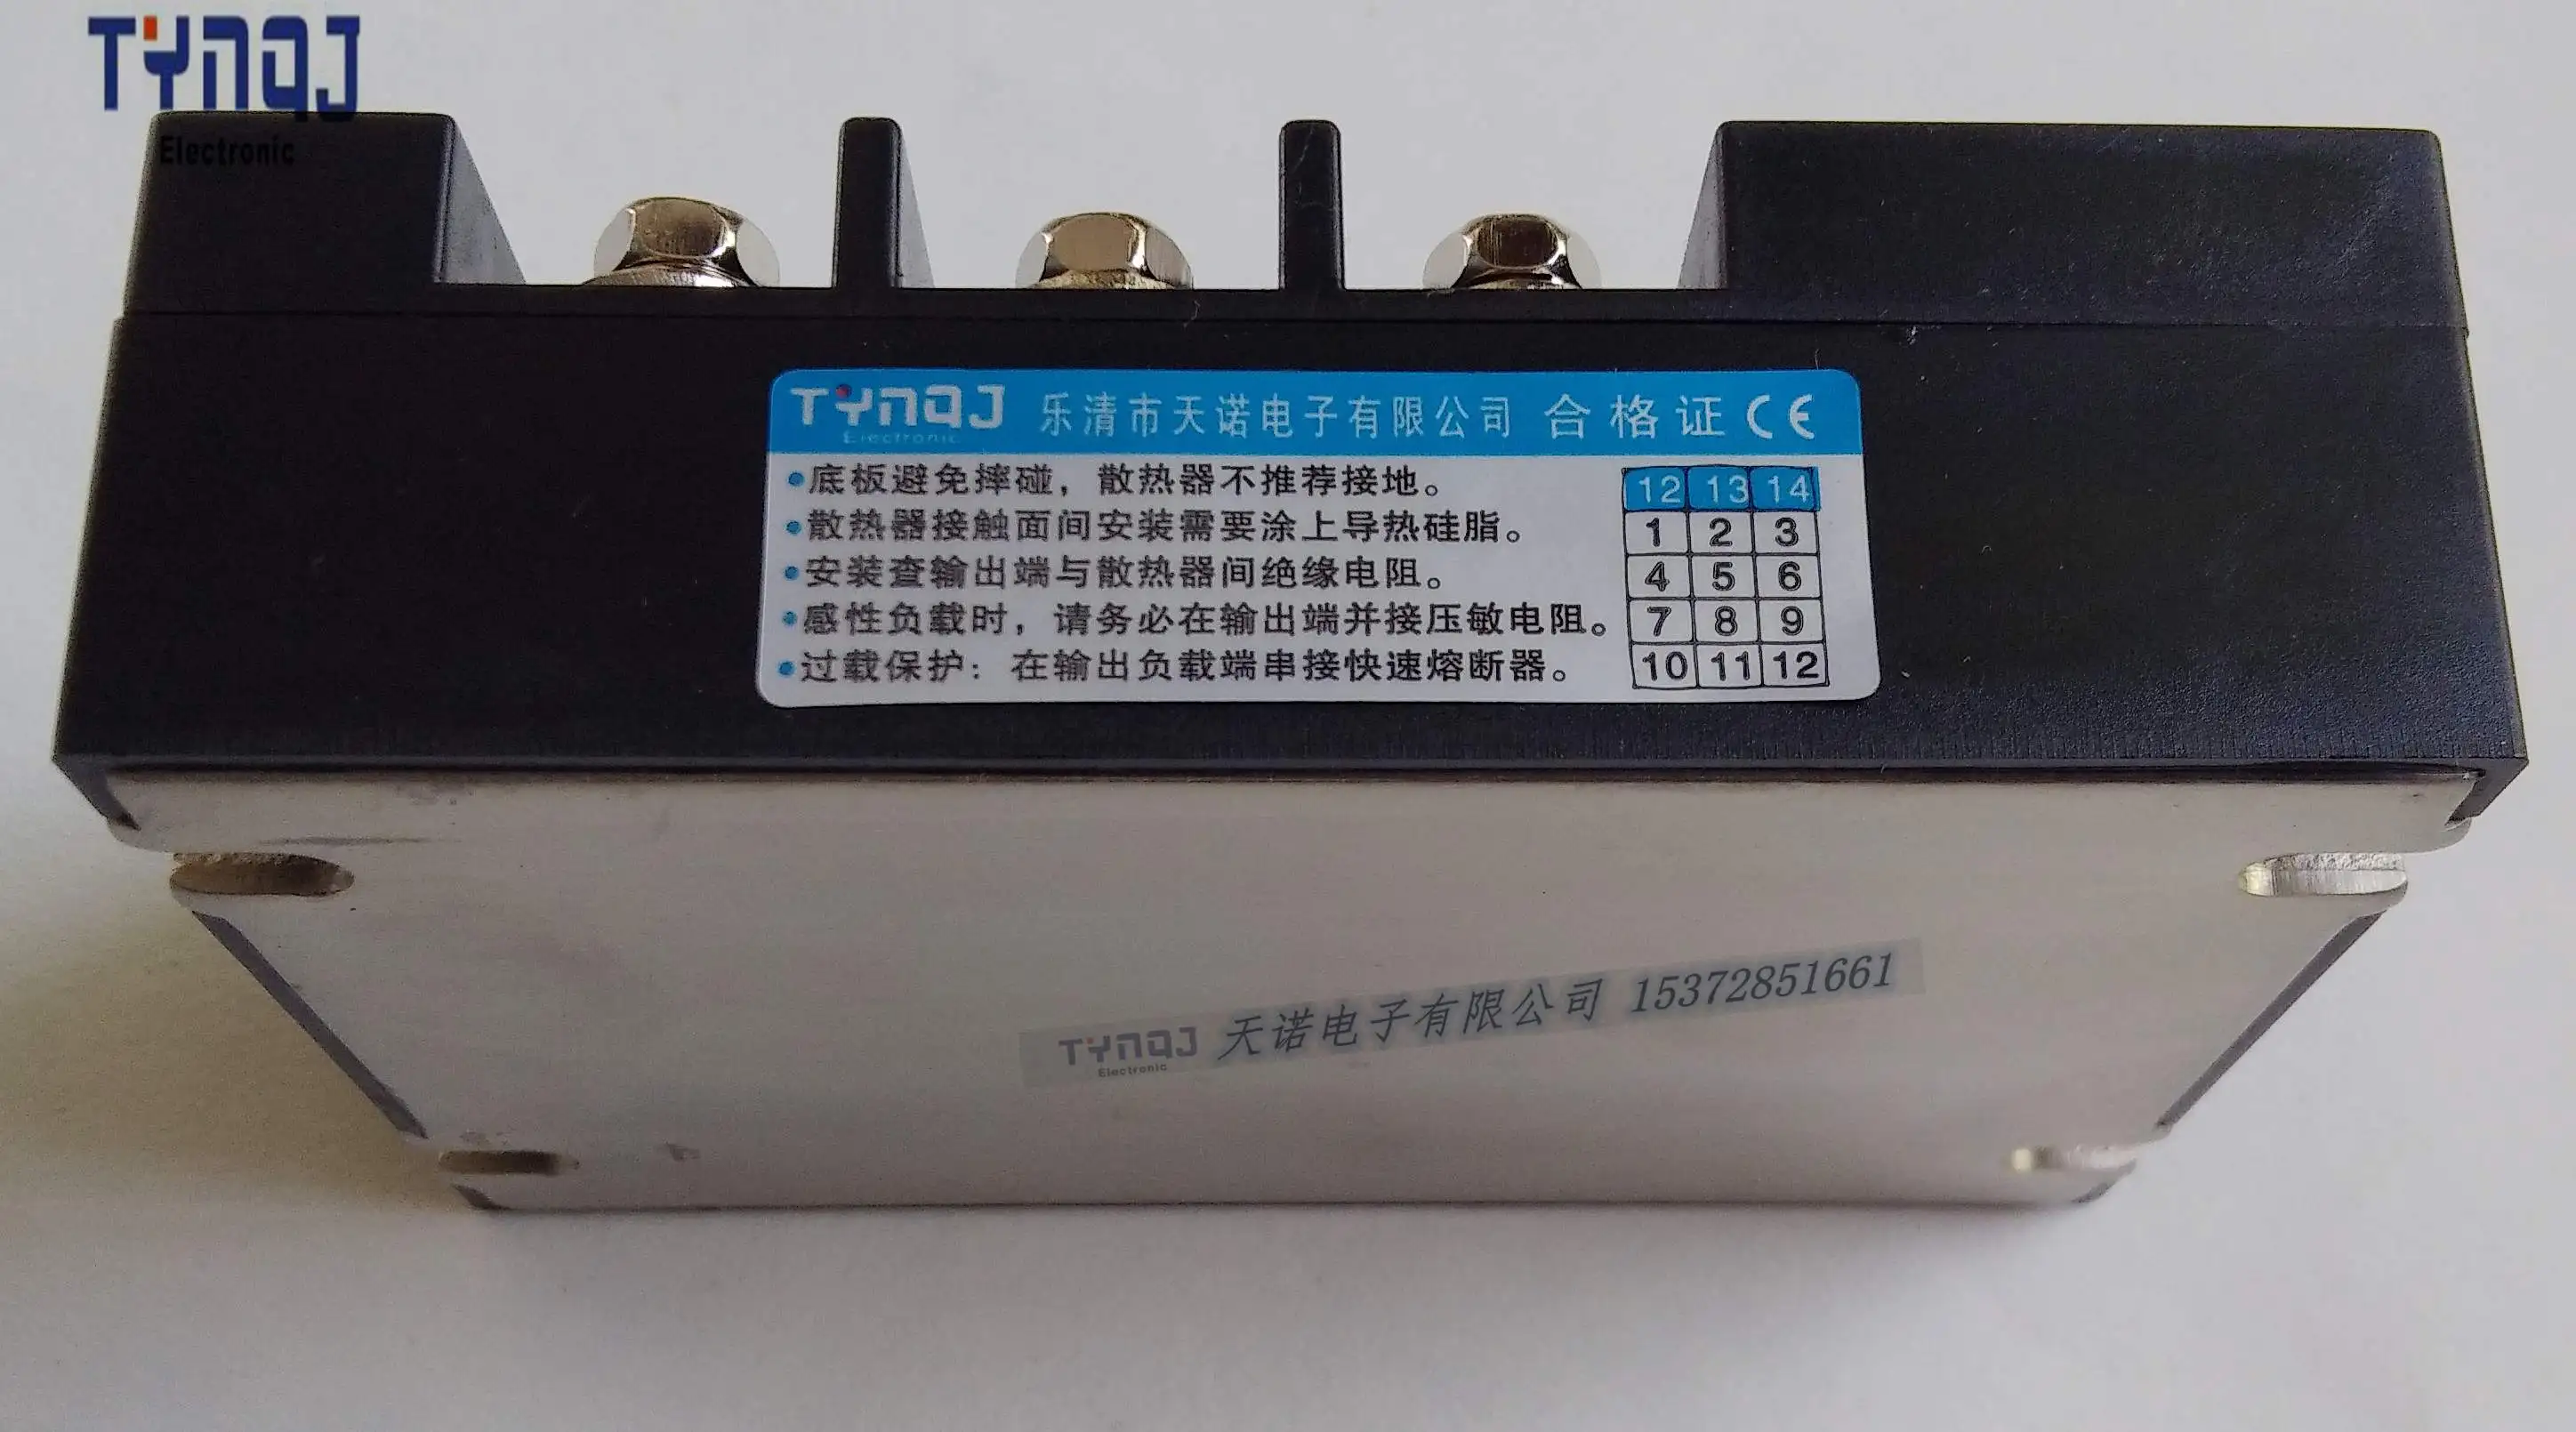 TYNQJ
Electronic
TYNQJ 乐清市天诺电子有限公司 合格证 CE
Electronic
•底板避免摔碰，散热器不推荐接地。
•散热器接触面间安装需要涂上导热硅脂。
•安装查输出端与散热器间绝缘电阻。
•感性负载时，请务必在输出端并接压敏电阻。
•过载保护：在输出负载端串接快速熔断器。
12 13 14
1 2 3
4 5 6
7 8 9
10 11 12
TYNQJ 天诺电子有限公司 15372851661
Electronic